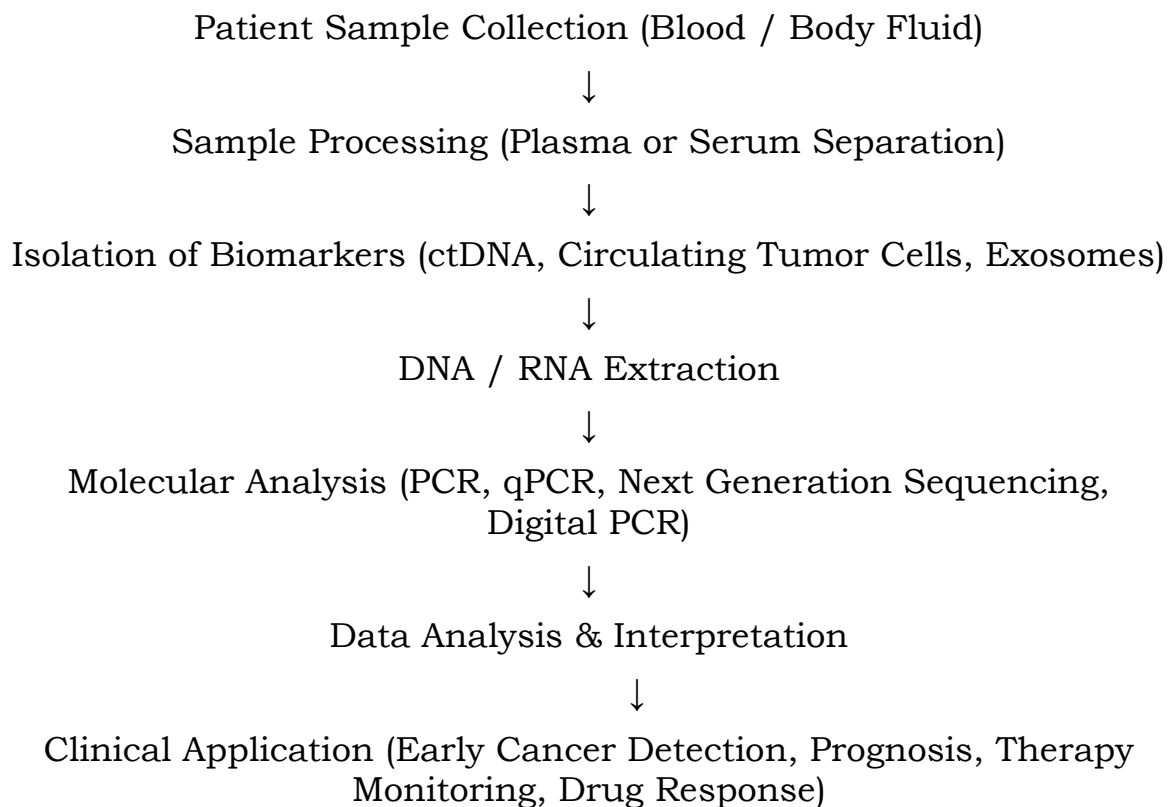 Patient Sample Collection (Blood / Body Fluid)
↓
Sample Processing (Plasma or Serum Separation)
↓
Isolation of Biomarkers (ctDNA, Circulating Tumor Cells, Exosomes)
↓
DNA / RNA Extraction
↓
Molecular Analysis (PCR, qPCR, Next Generation Sequencing,
Digital PCR)
↓
Data Analysis & Interpretation
↓
Clinical Application (Early Cancer Detection, Prognosis, Therapy
Monitoring, Drug Response)